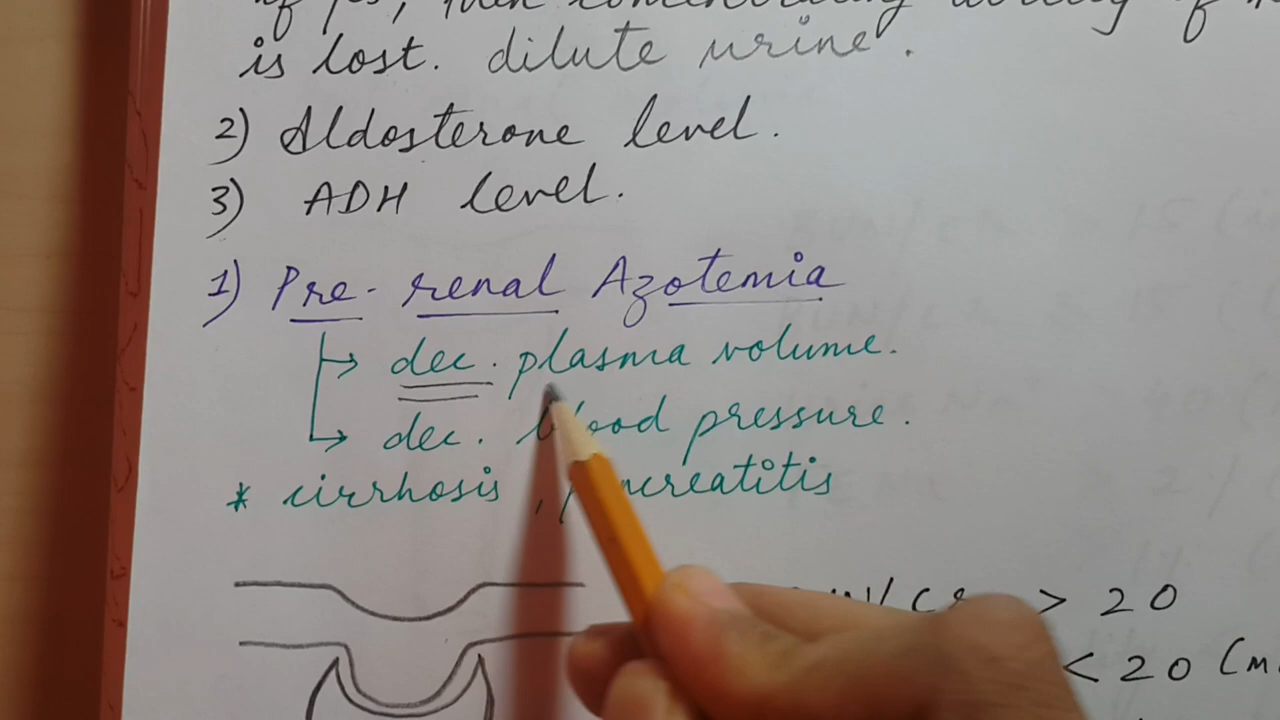 is lost. dilute urine.
2) Aldosterone level.
3) ADH level.
1) Pre-renal Azotemia
dec. plasma volume.
dec. blood pressure.
* cirrhosis, pancreatitis
> 20
< 20 (m